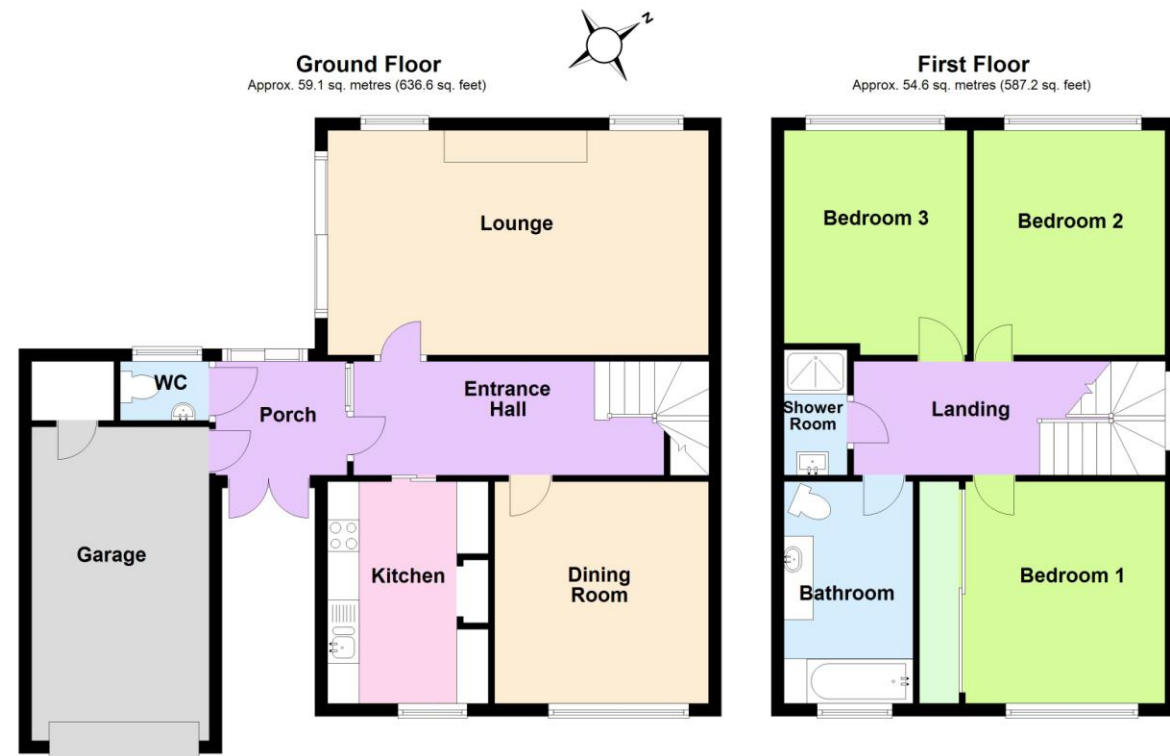 N
Ground Floor
Approx. 59.1 sq. metres (636.6 sq. feet)
Lounge
WC
Porch
Entrance
Hall
Garage
Kitchen
Dining
Room
First Floor
Approx. 54.6 sq. metres (587.2 sq. feet)
Bedroom 3
Bedroom 2
Shower
Room
Landing
Bathroom
Bedroom 1